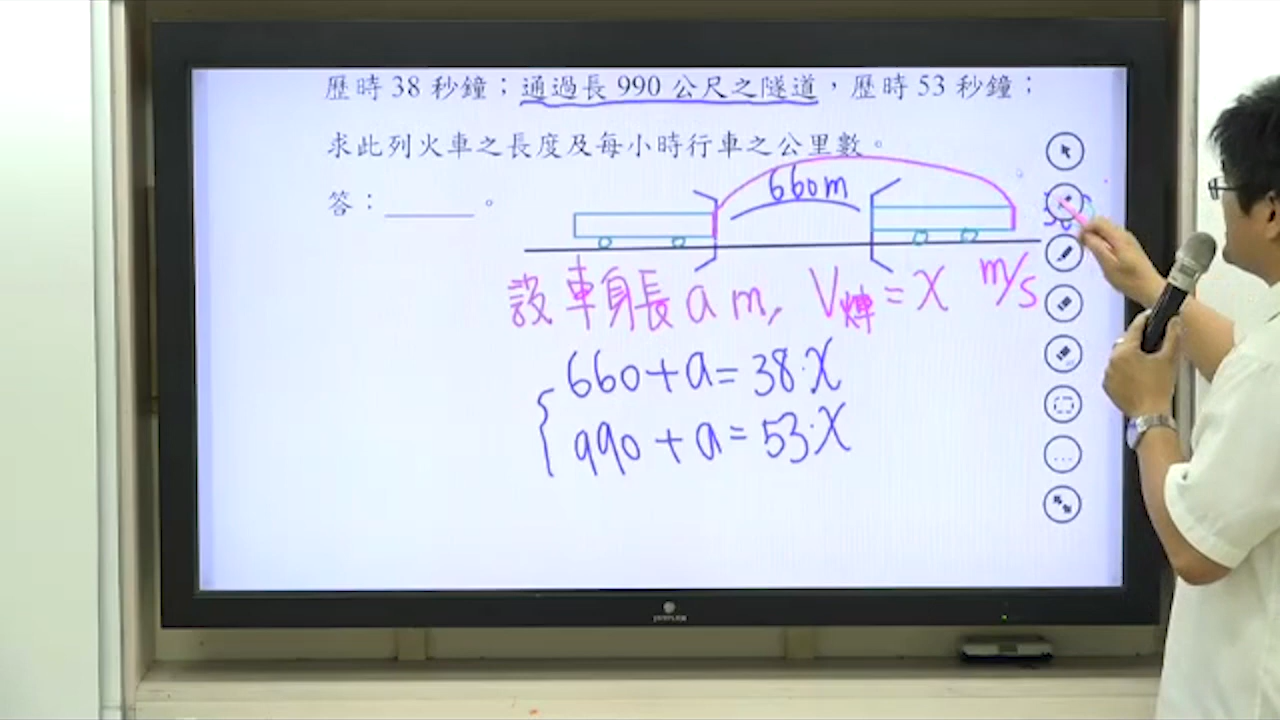 歷時 38 秒鐘；通過長 990 公尺之隧道，歷時 53 秒鐘；
求此列火車之長度及每小時行車之公里數。
答：______。
660m
設車身長 a m, V火車 = X m/s
660+a=38·X
990+a=53·X